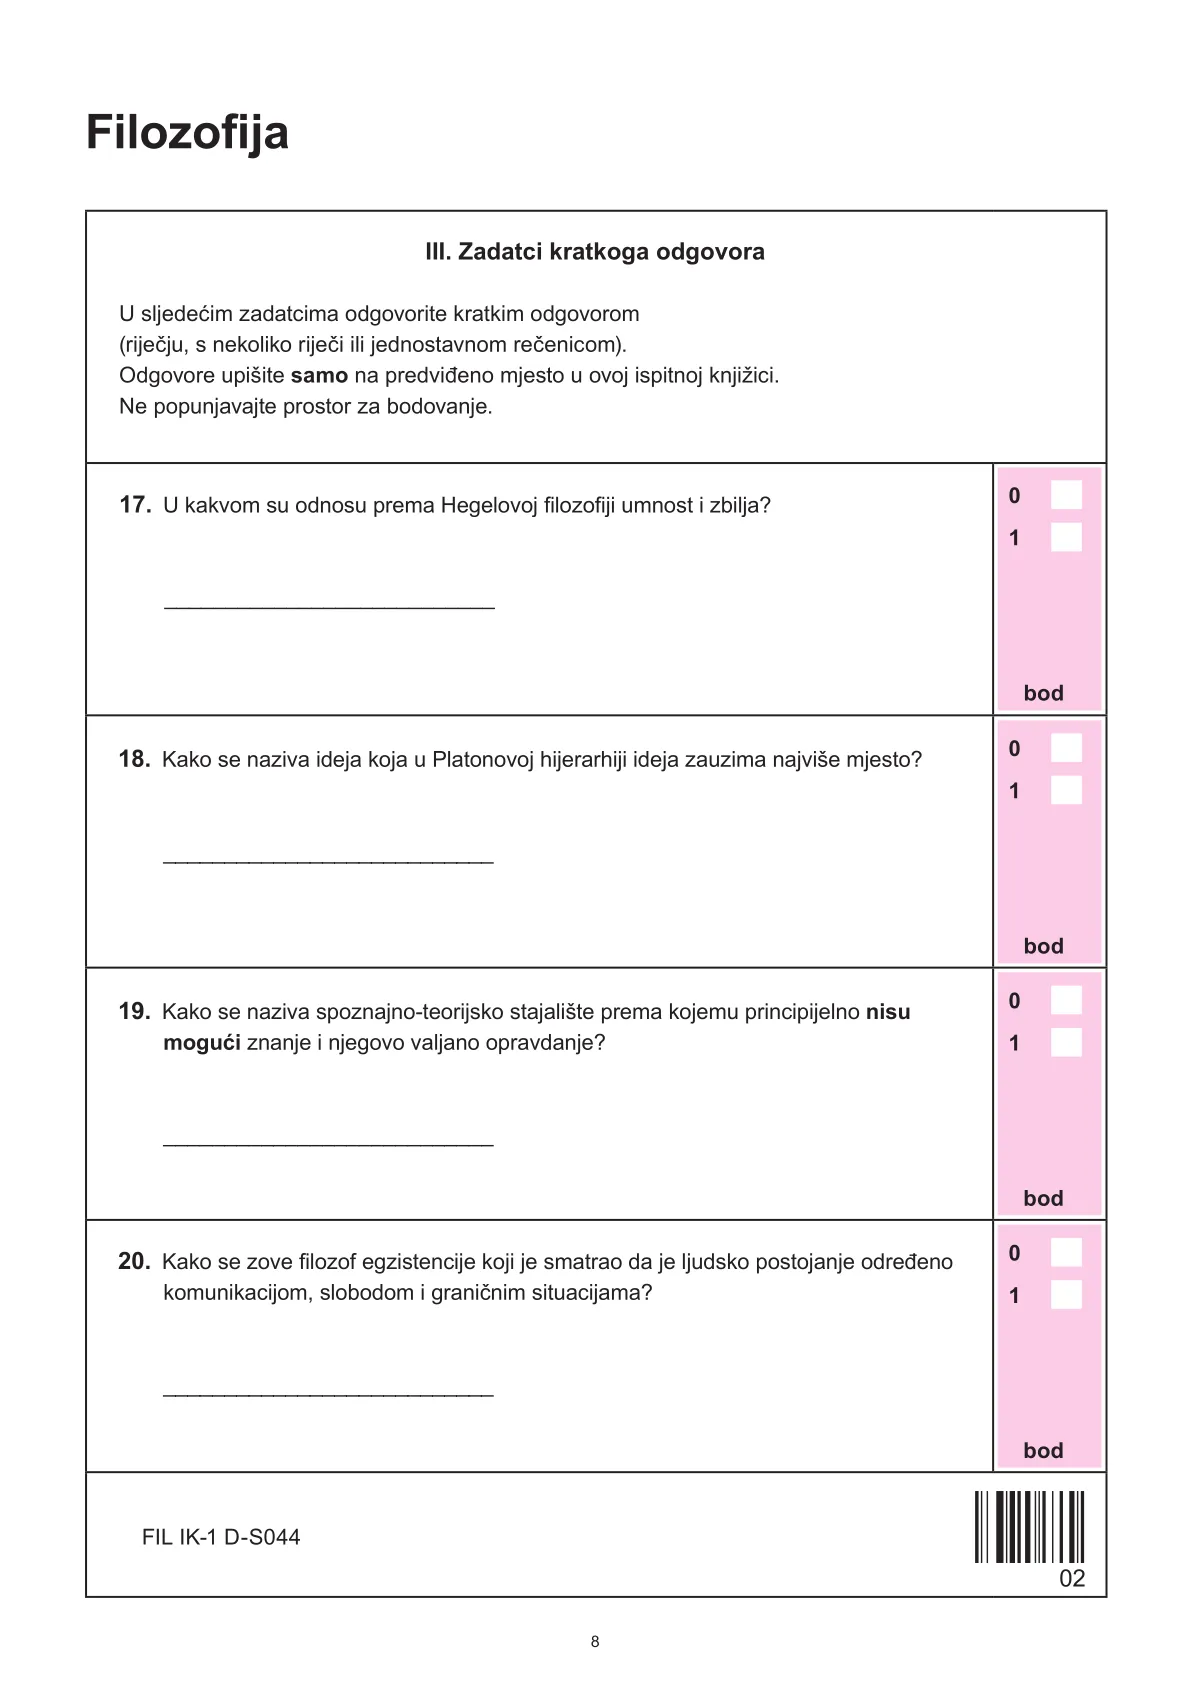 Filozofija
III. Zadatci kratkoga odgovora
U sljedećim zadatcima odgovorite kratkim odgovorom
(riječju, s nekoliko riječi ili jednostavnom rečenicom).
Odgovore upišite samo na predviđeno mjesto u ovoj ispitnoj knjižici.
Ne popunjavajte prostor za bodovanje.
17. U kakvom su odnosu prema Hegelovoj filozofiji umnost i zbilja?
0
1
bod
18. Kako se naziva ideja koja u Platonovoj hijerarhiji ideja zauzima najviše mjesto?
0
1
bod
19. Kako se naziva spoznajno-teorijsko stajalište prema kojemu principijelno nisu
mogući znanje i njegovo valjano opravdanje?
0
1
bod
20. Kako se zove filozof egzistencije koji je smatrao da je ljudsko postojanje određeno
komunikacijom, slobodom i graničnim situacijama?
0
1
bod
FIL IK-1 D-S044
02
8